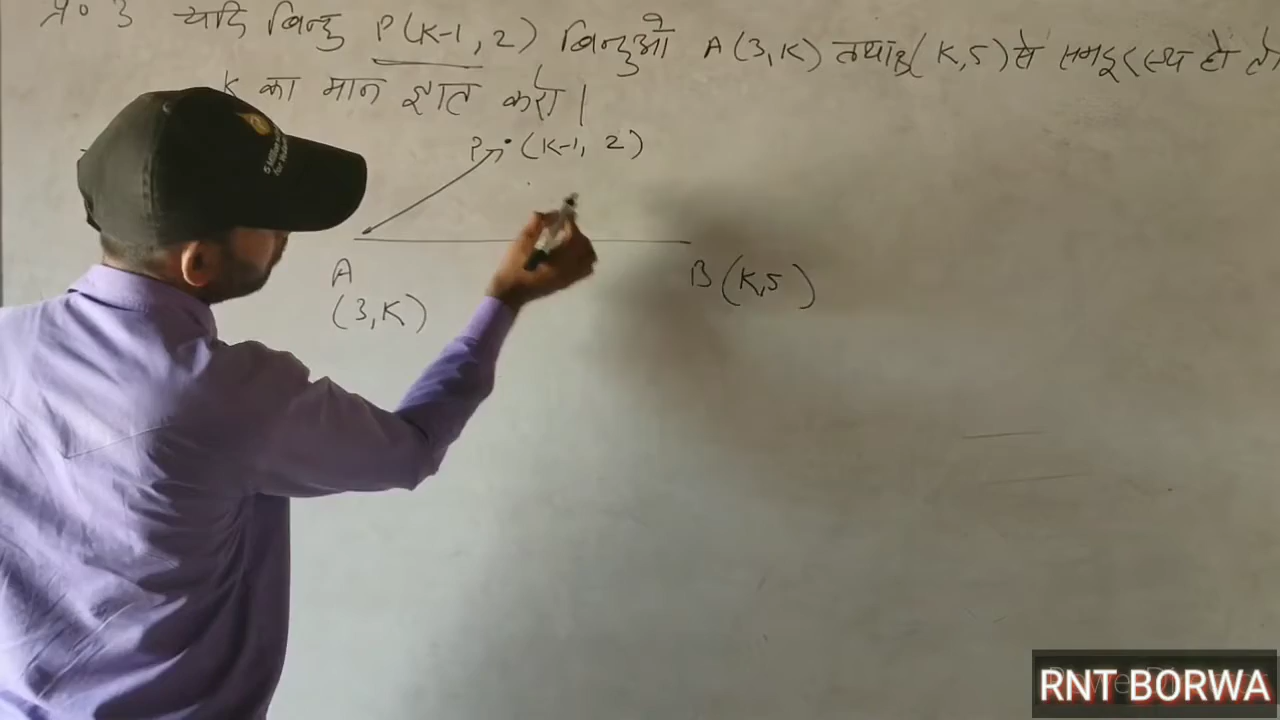 प्र० 3 यदि बिन्दु P(K-1, 2) बिन्दुओं A(3, K) तथा B(K, 5) से समदूरस्थ हो तो
K का मान ज्ञात करो।
P (K-1, 2)
A B (K,5)
(3,K)
RNT BORWA